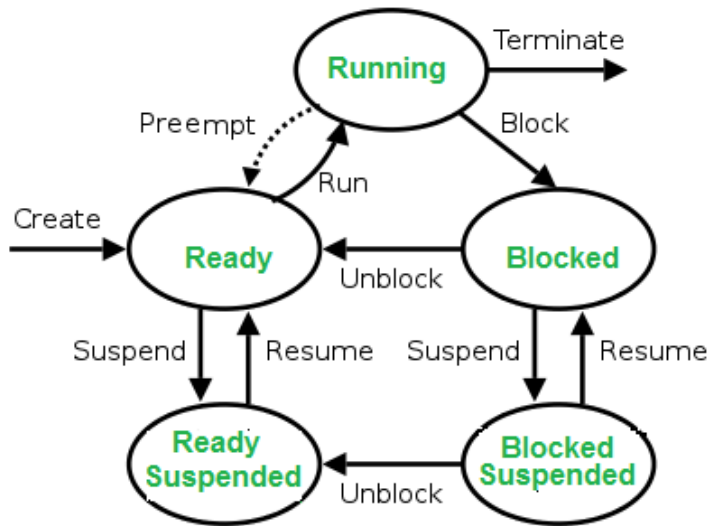 Terminate
Running
Preempt
Block
Run
Create
Ready
Blocked
Unblock
Suspend
Resume
Suspend
Resume
Ready
Suspended
Blocked
Suspended
Unblock